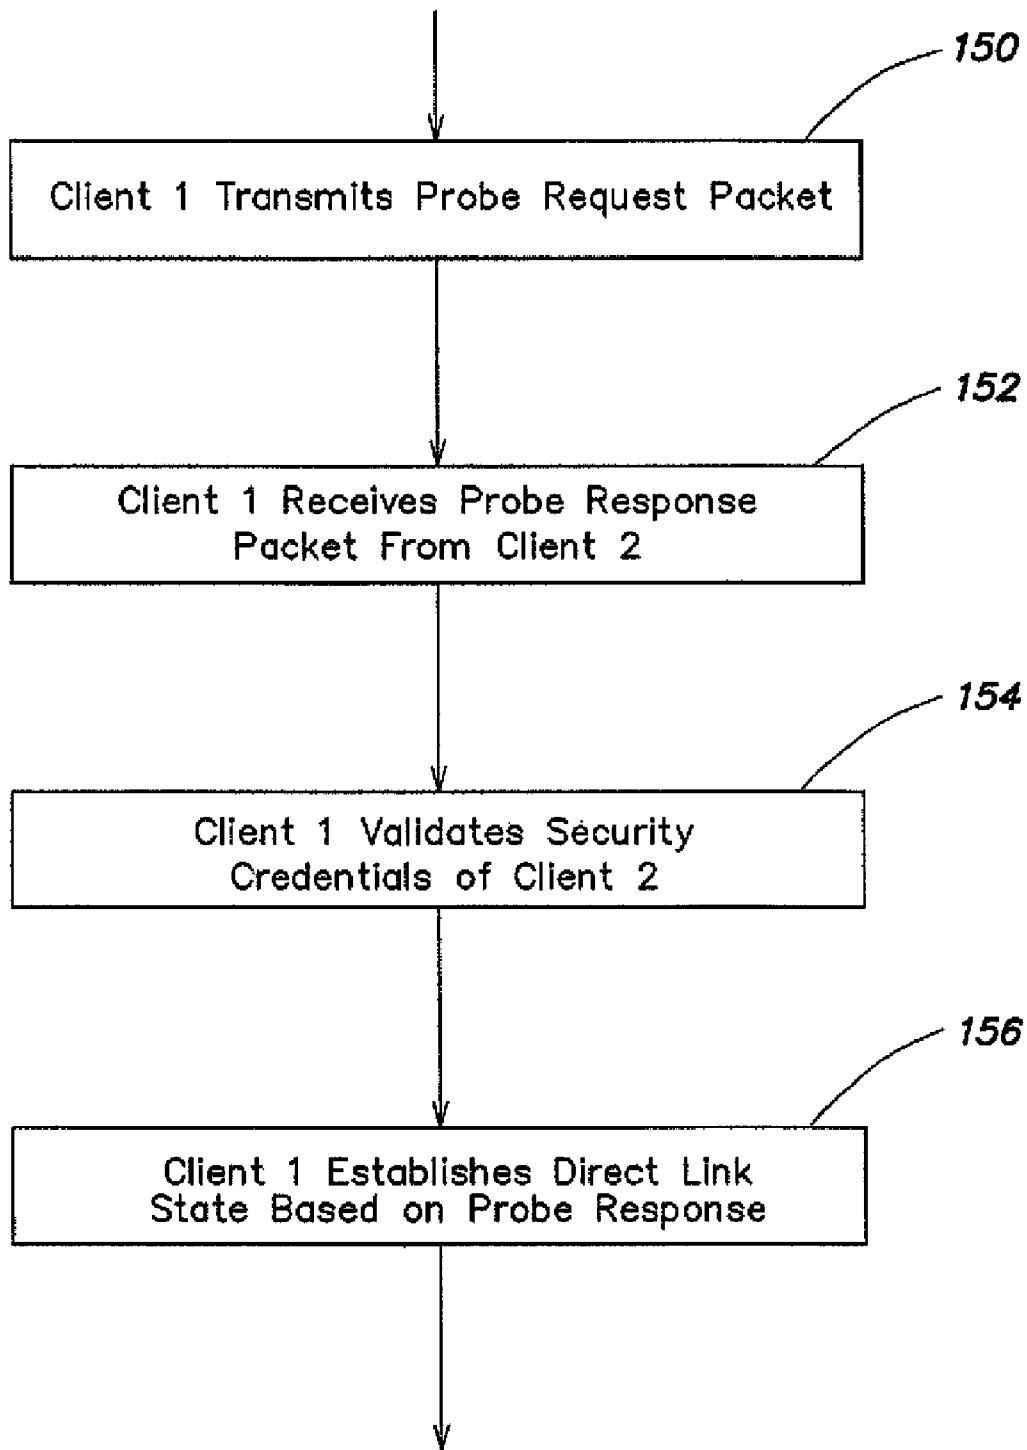 150
Client 1 Transmits Probe Request Packet
152
Client 1 Receives Probe Response
Packet From Client 2
154
Client 1 Validates Security
Credentials of Client 2
156
Client 1 Establishes Direct Link
State Based on Probe Response